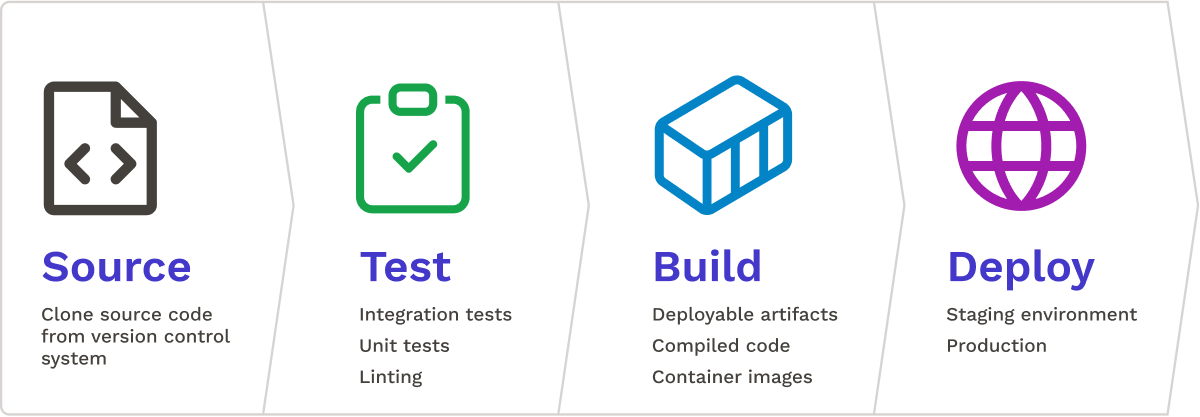 Source
Clone source code
from version control
system
Test
Integration tests
Unit tests
Linting
Build
Deployable artifacts
Compiled code
Container images
Deploy
Staging environment
Production